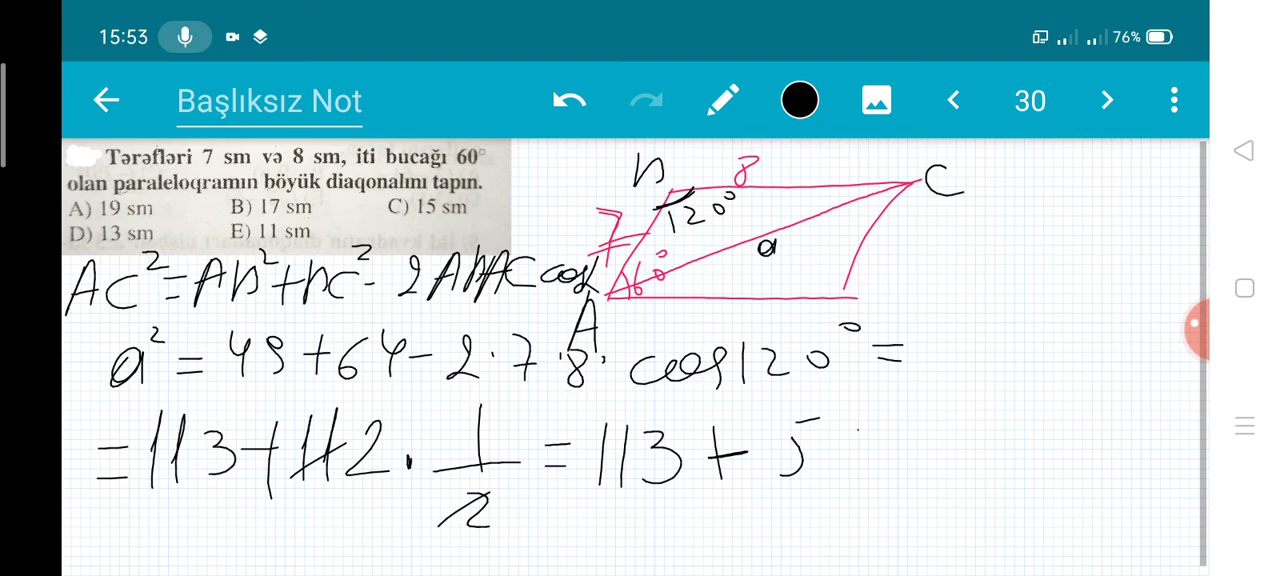 15:53
76%
Başlıksız Not
30
Tərəfləri 7 sm və 8 sm, iti bucağı 60°
olan paraleloqramın böyük diaqonalını tapın.
A) 19 sm B) 17 sm C) 15 sm
D) 13 sm E) 11 sm
B 8 C
120°
7
a
60°
A
AC² = AB² + BC² - 2AB·AC cos
a² = 49 + 64 - 2·7·8· cos120° =
= 113 + 112 · 1/2 = 113 + 5